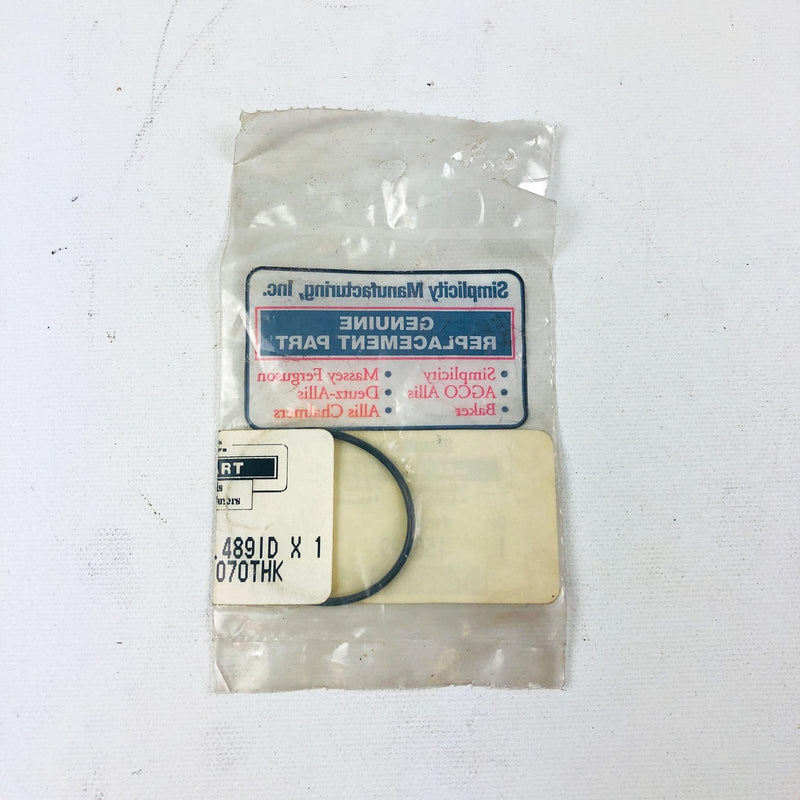 Simplicity Manufacturing, Inc.
GENUINE
REPLACEMENT PART
• Simplicity • Massey Ferguson
• AGCO Allis • Deutz-Allis
• Baker • Allis Chalmers
ART
.489ID X 1
070THK